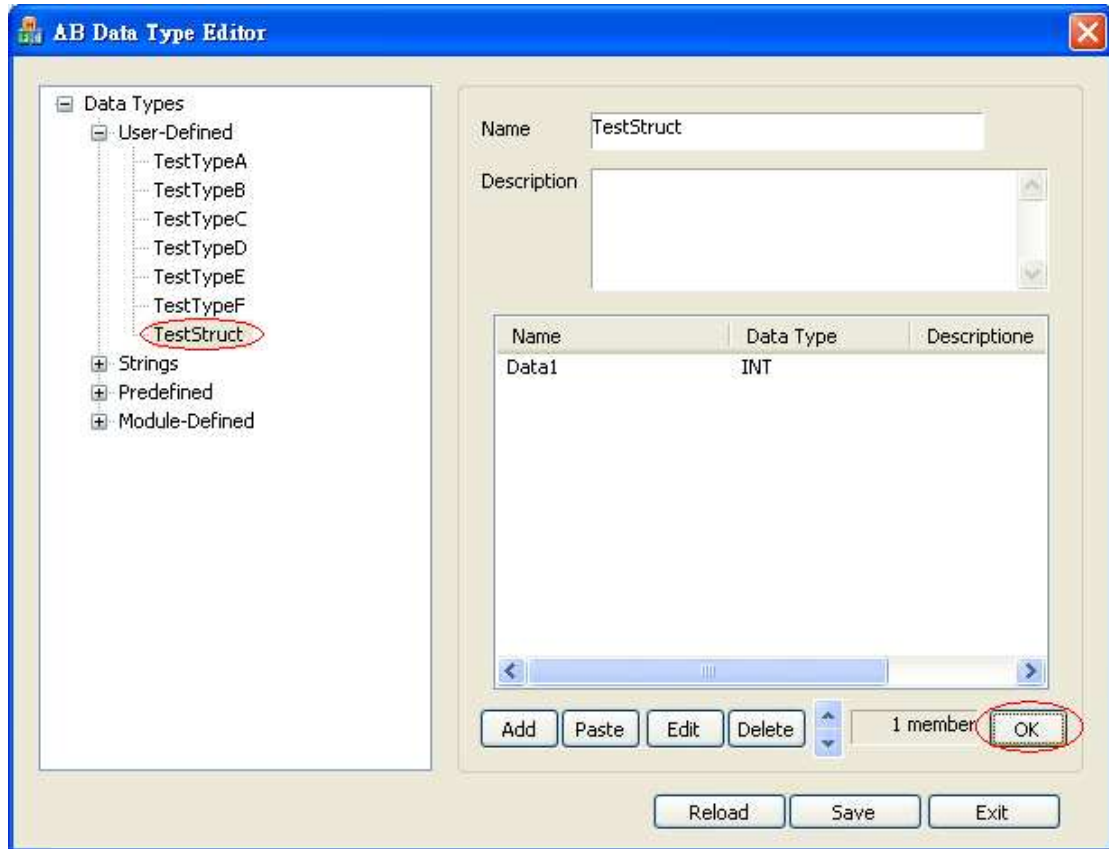 AB Data Type Editor
Data Types
User-Defined
TestTypeA
TestTypeB
TestTypeC
TestTypeD
TestTypeE
TestTypeF
TestStruct
Strings
Predefined
Module-Defined
Name TestStruct
Description
Name Data Type Descriptione
Data1 INT
Add Paste Edit Delete 1 member OK
Reload Save Exit